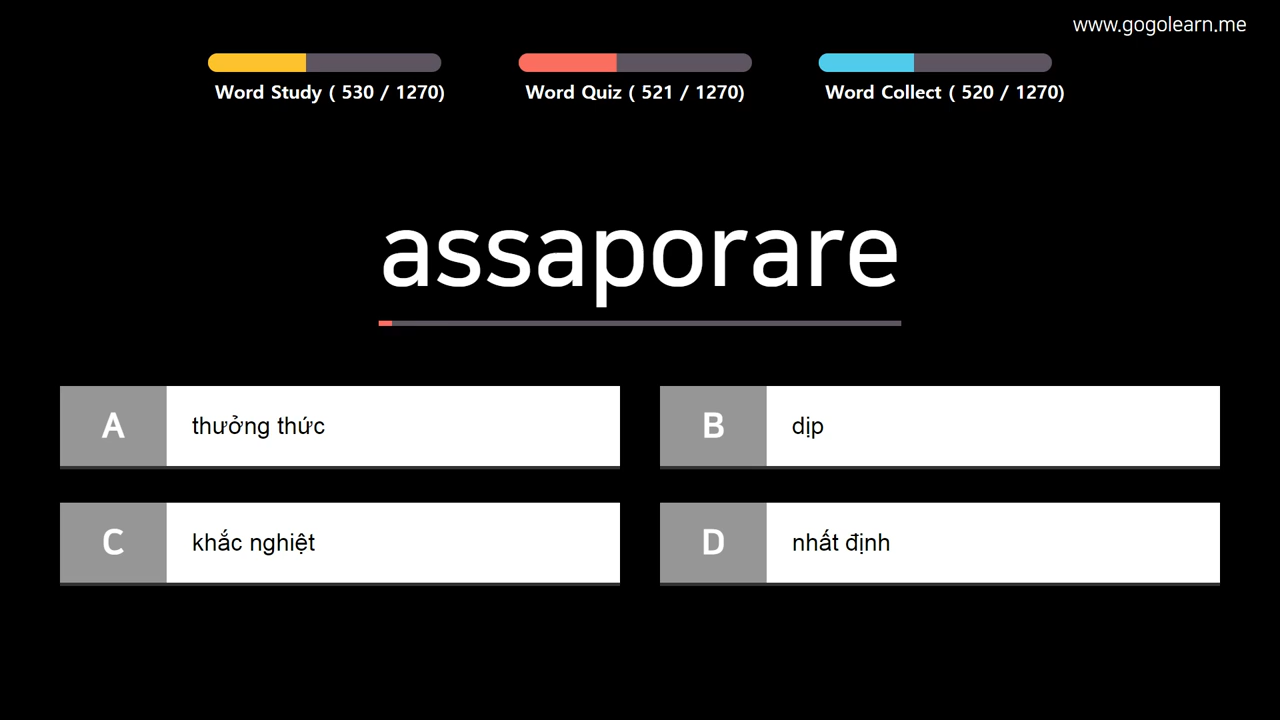 www.gogolearn.me
Word Study ( 530 / 1270)
Word Quiz ( 521 / 1270)
Word Collect ( 520 / 1270)
assaporare
A thưởng thức
B dịp
C khắc nghiệt
D nhất định